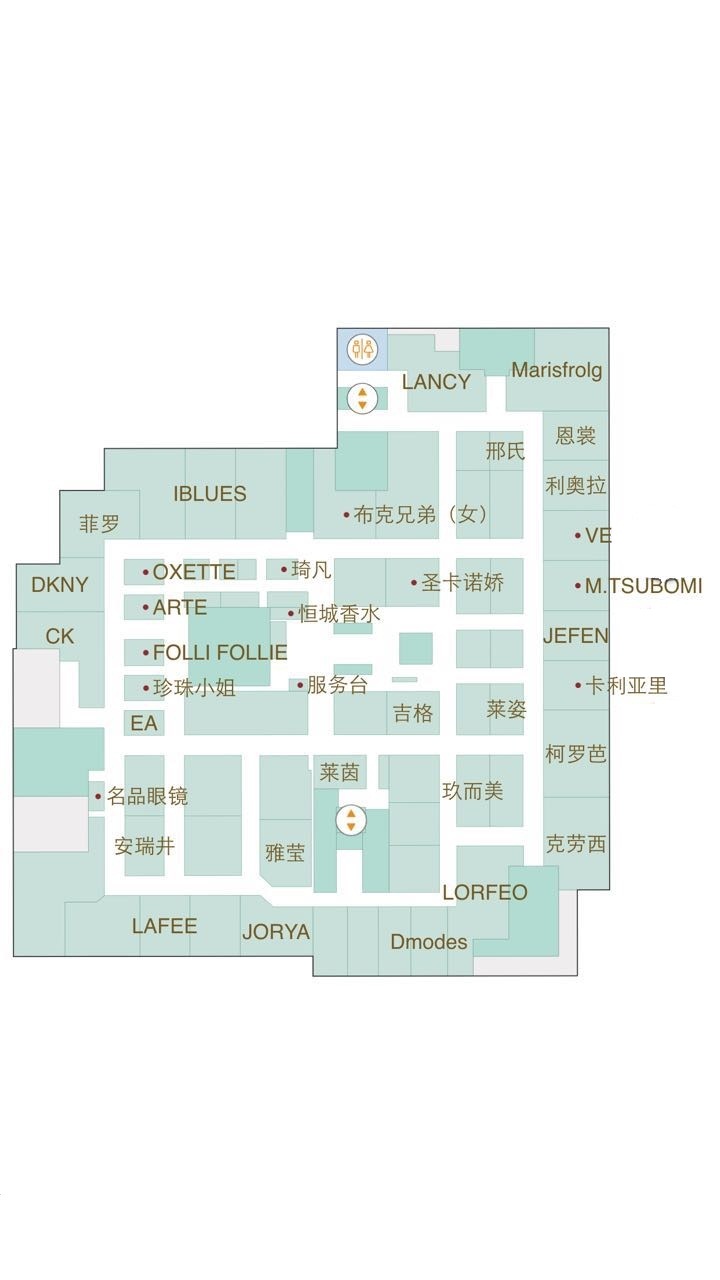 LANCY
Marisfrolg
恩裳
邢氏
利奥拉
IBLUES
布克兄弟（女）
菲罗
VE
OXETTE
琦凡
DKNY
圣卡诺娇
M.TSUBOMI
ARTE
恒城香水
CK
JEFEN
FOLLI FOLLIE
珍珠小姐
服务台
卡利亚里
EA
吉格
莱姿
柯罗芭
莱茵
名品眼镜
玖而美
安瑞井
雅莹
克劳西
LORFEO
LAFEE
JORYA
Dmodes